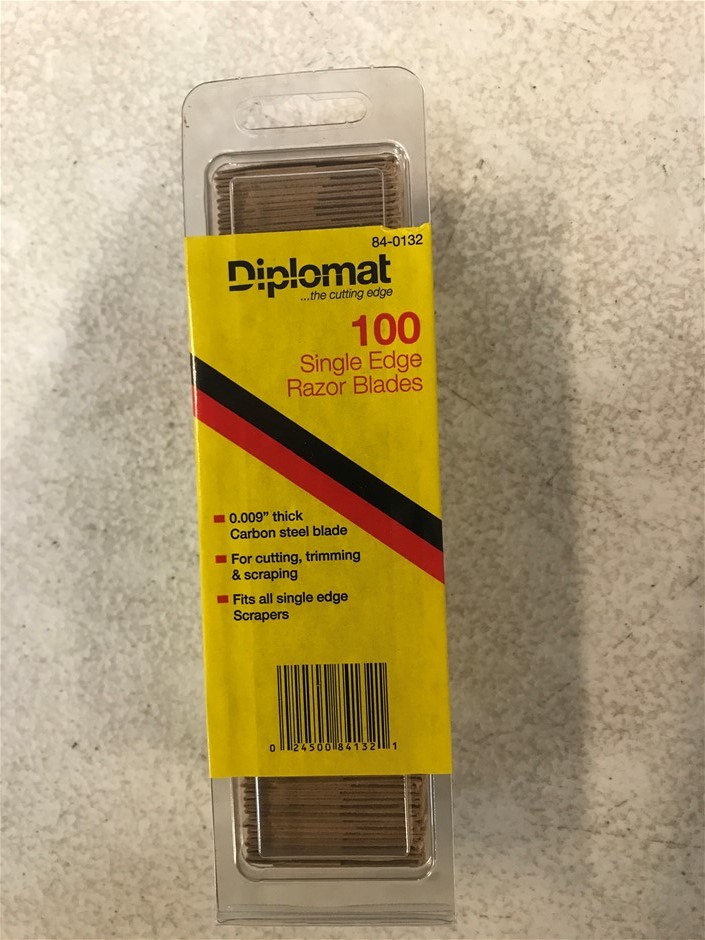 84-0132
Diplomat
...the cutting edge
100
Single Edge
Razor Blades
0.009" thick
Carbon steel blade
For cutting, trimming
& scraping
Fits all single edge
Scrapers
0 24500 84132 1